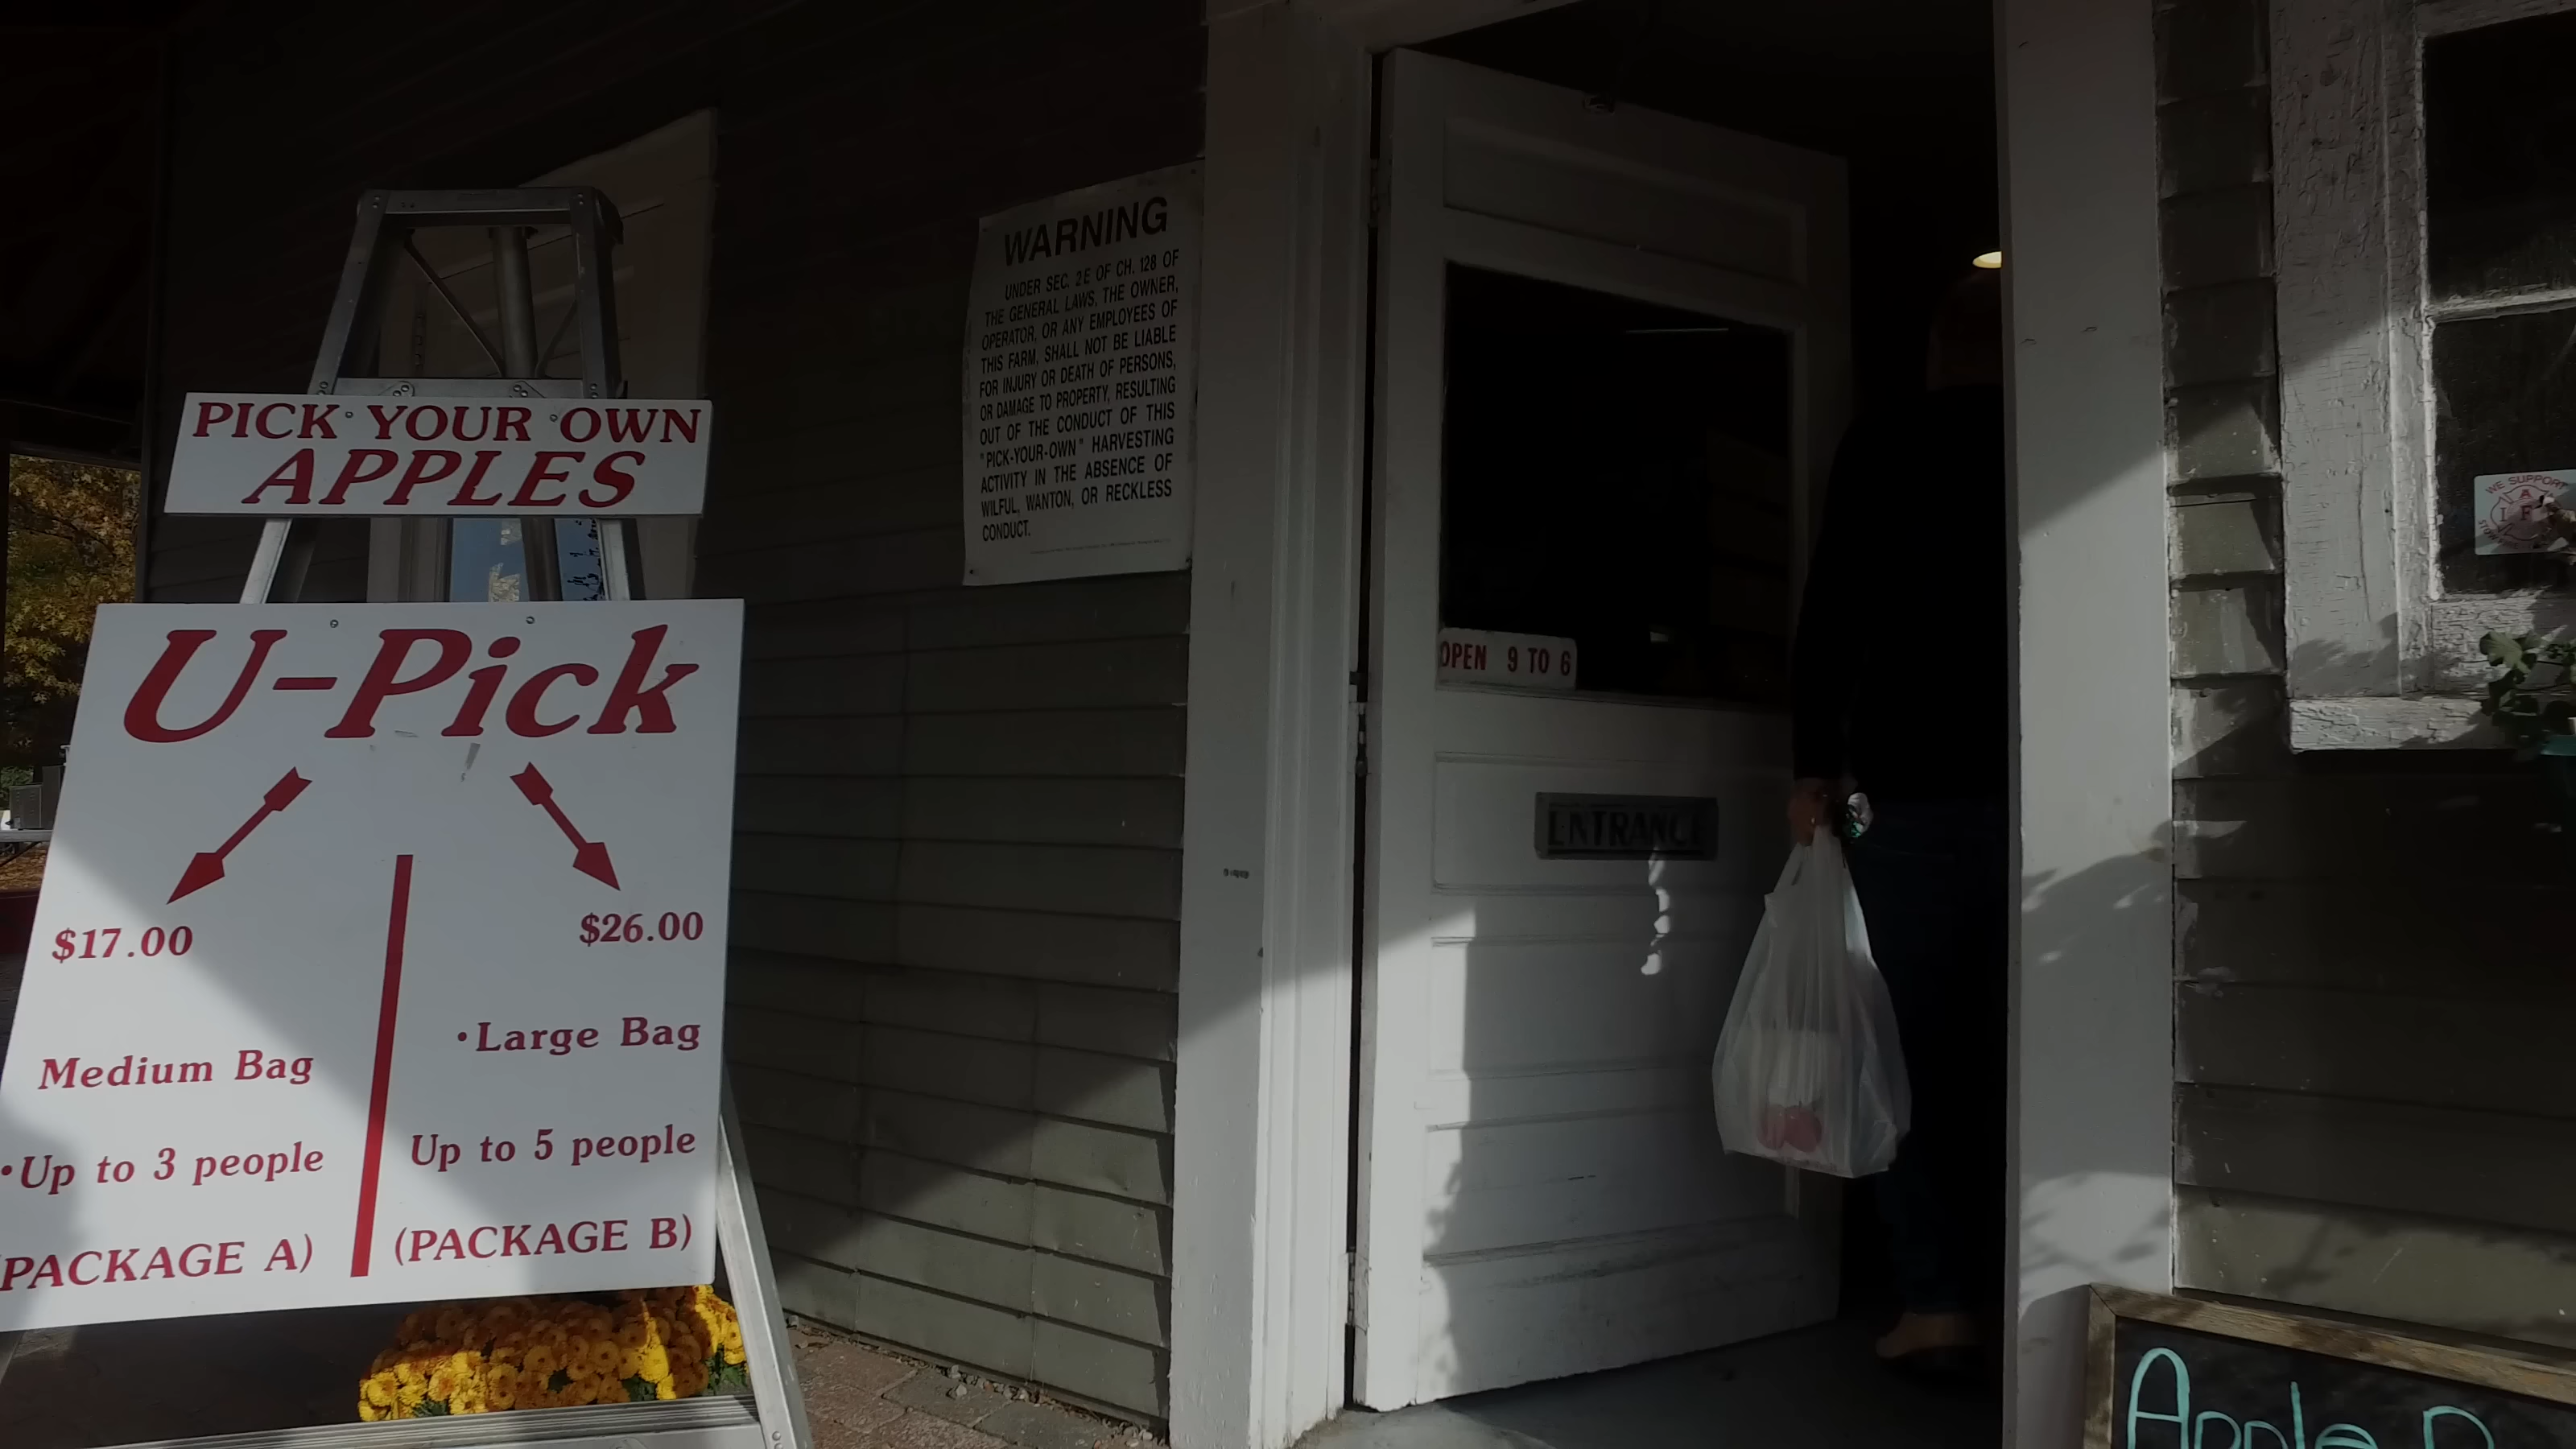 PICK YOUR OWN
APPLES
U-Pick
$17.00
Medium Bag
•Up to 3 people
(PACKAGE A)
$26.00
•Large Bag
Up to 5 people
(PACKAGE B)
WARNING
UNDER SEC. 2E OF CH. 128 OF
THE GENERAL LAWS, THE OWNER,
OPERATOR, OR ANY EMPLOYEES OF
THIS FARM, SHALL NOT BE LIABLE
FOR INJURY OR DEATH OF PERSONS,
OR DAMAGE TO PROPERTY, RESULTING
OUT OF THE CONDUCT OF THIS
"PICK-YOUR-OWN" HARVESTING
ACTIVITY IN THE ABSENCE OF
WILFUL, WANTON, OR RECKLESS
CONDUCT.
OPEN 9 TO 6
ENTRANCE
WE SUPPORT
Apple